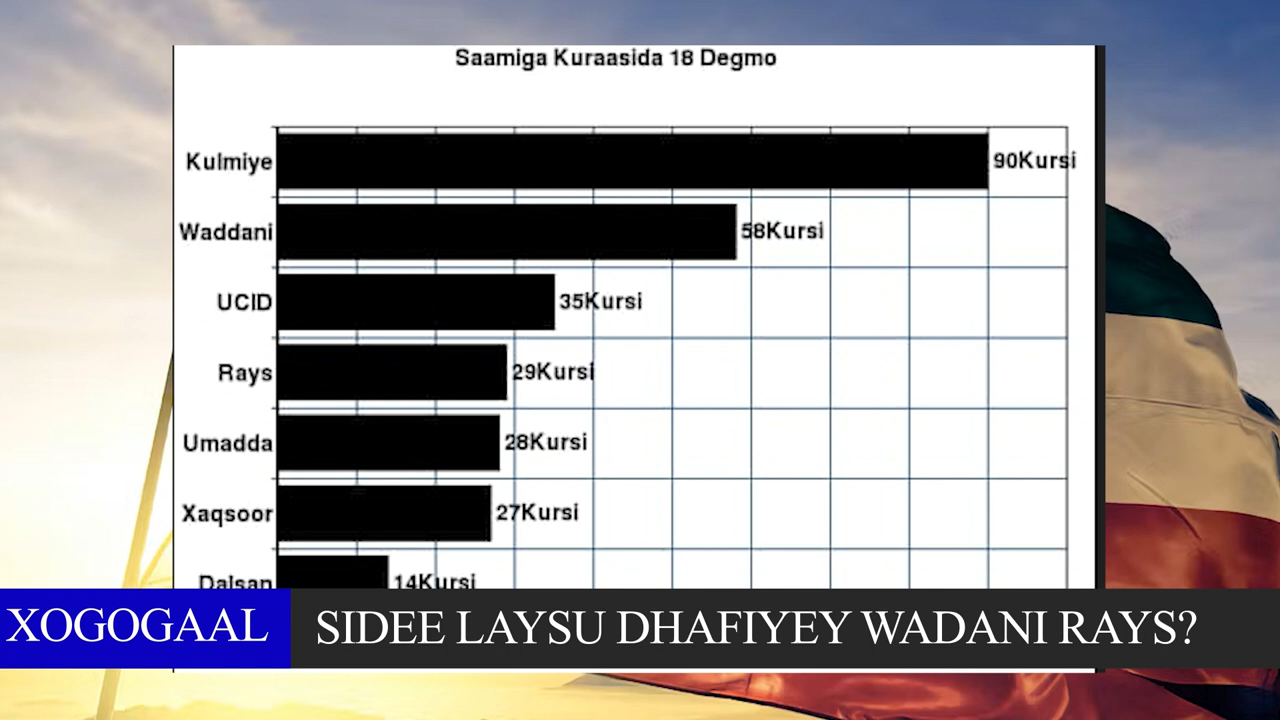 Saamiga Kuraasida 18 Degmo
Kulmiye 90Kursi
Waddani 58Kursi
UCID 35Kursi
Rays 29Kursi
Umadda 28Kursi
Xaqsoor 27Kursi
Dalsan 14Kursi
XOGOGAAL SIDEE LAYSU DHAFIYEY WADANI RAYS?